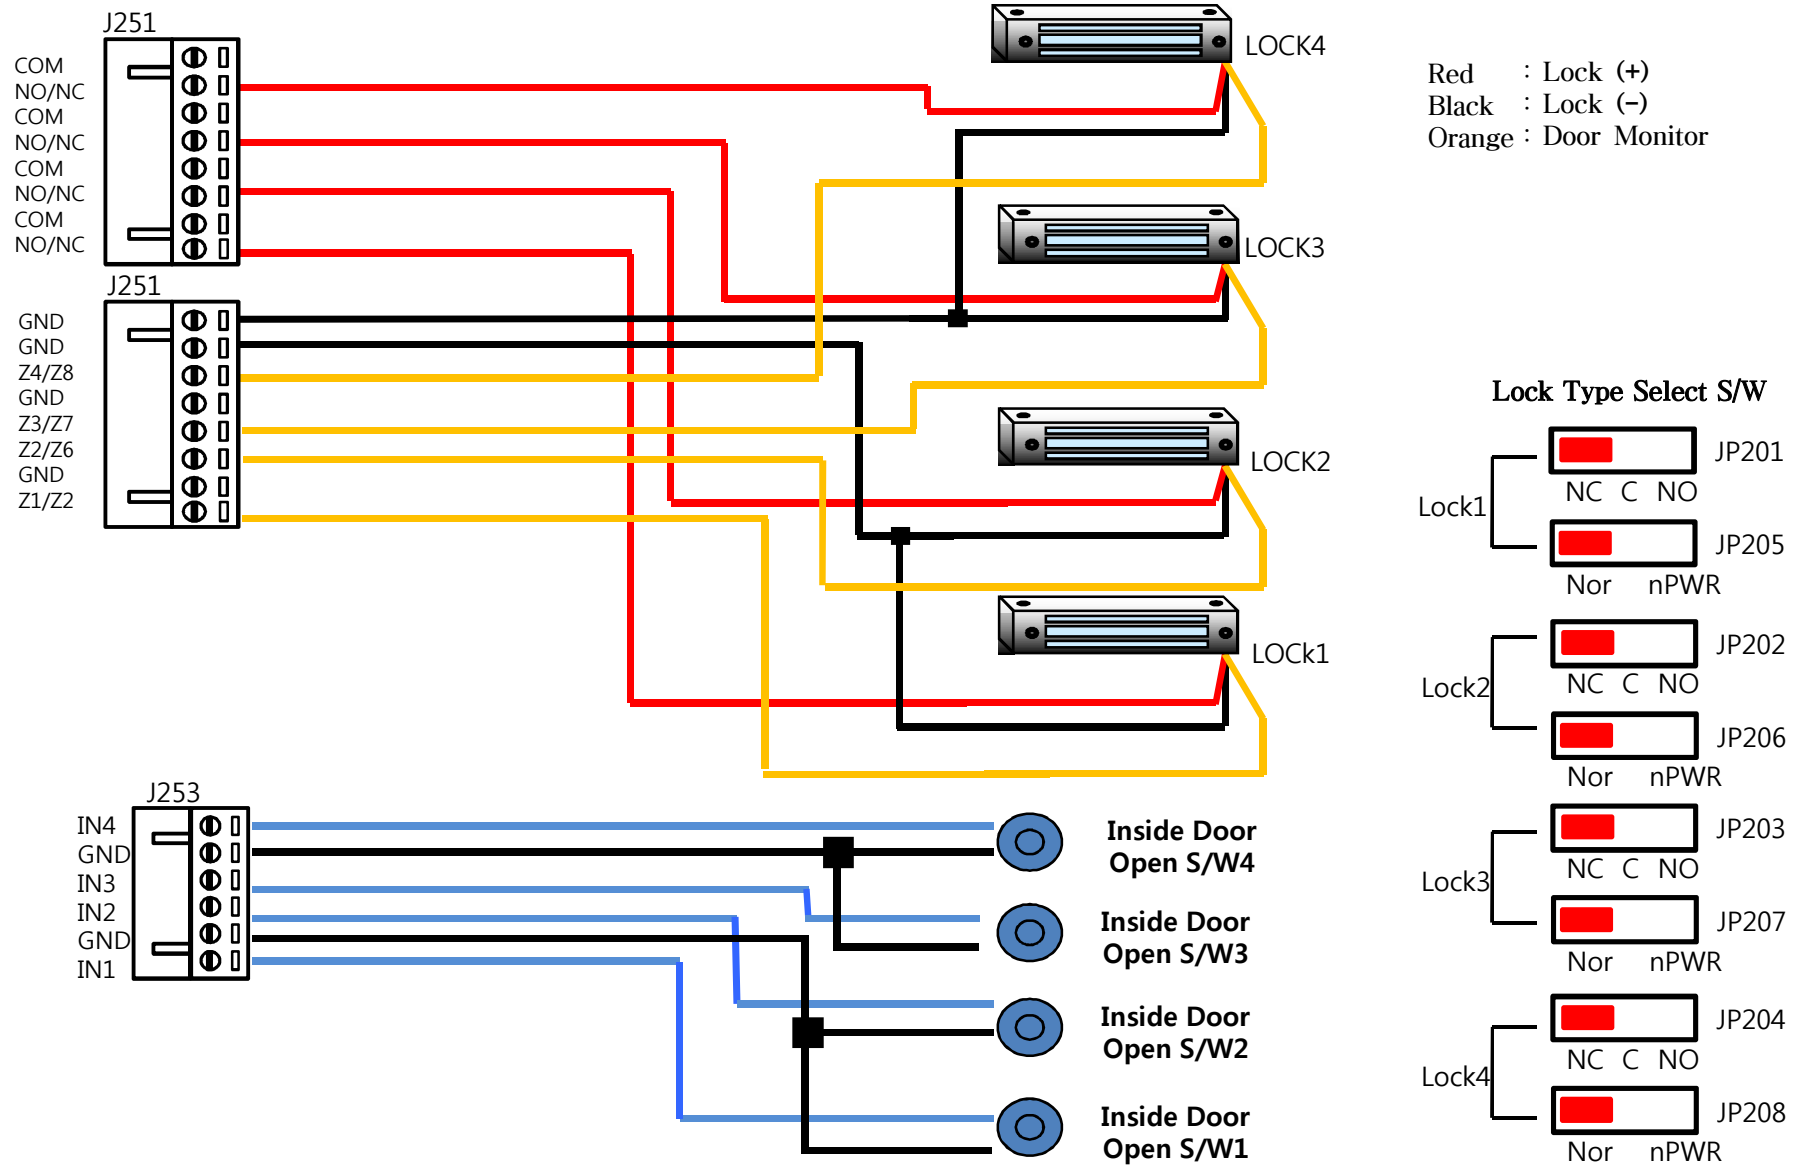 J251
COM
NO/NC
COM
NO/NC
COM
NO/NC
COM
NO/NC
J251
GND
GND
Z4/Z8
GND
Z3/Z7
Z2/Z6
GND
Z1/Z2
LOCK4
LOCK3
LOCK2
LOCk1
Red : Lock (+)
Black : Lock (-)
Orange : Door Monitor
J253
IN4
GND
IN3
IN2
GND
IN1
Inside Door
Open S/W4
Inside Door
Open S/W3
Inside Door
Open S/W2
Inside Door
Open S/W1
Lock Type Select S/W
Lock1
JP201
NC C NO
JP205
Nor nPWR
Lock2
JP202
NC C NO
JP206
Nor nPWR
Lock3
JP203
NC C NO
JP207
Nor nPWR
Lock4
JP204
NC C NO
JP208
Nor nPWR